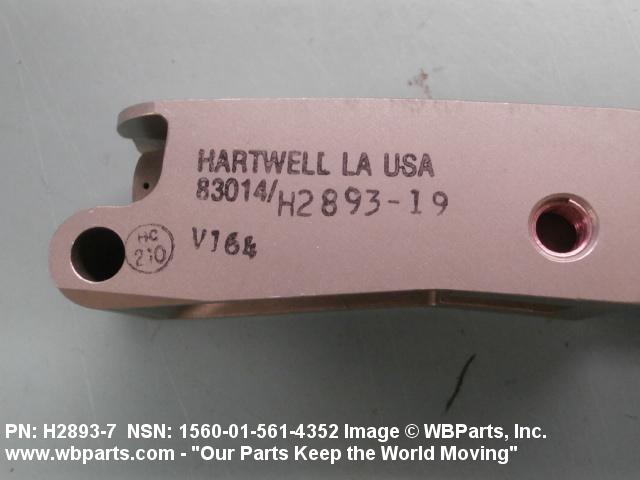 HARTWELL LA USA
83014/H2893-19
HC
210
V164
PN: H2893-7 NSN: 1560-01-561-4352 Image © WBParts, Inc.
www.wbparts.com - "Our Parts Keep the World Moving"